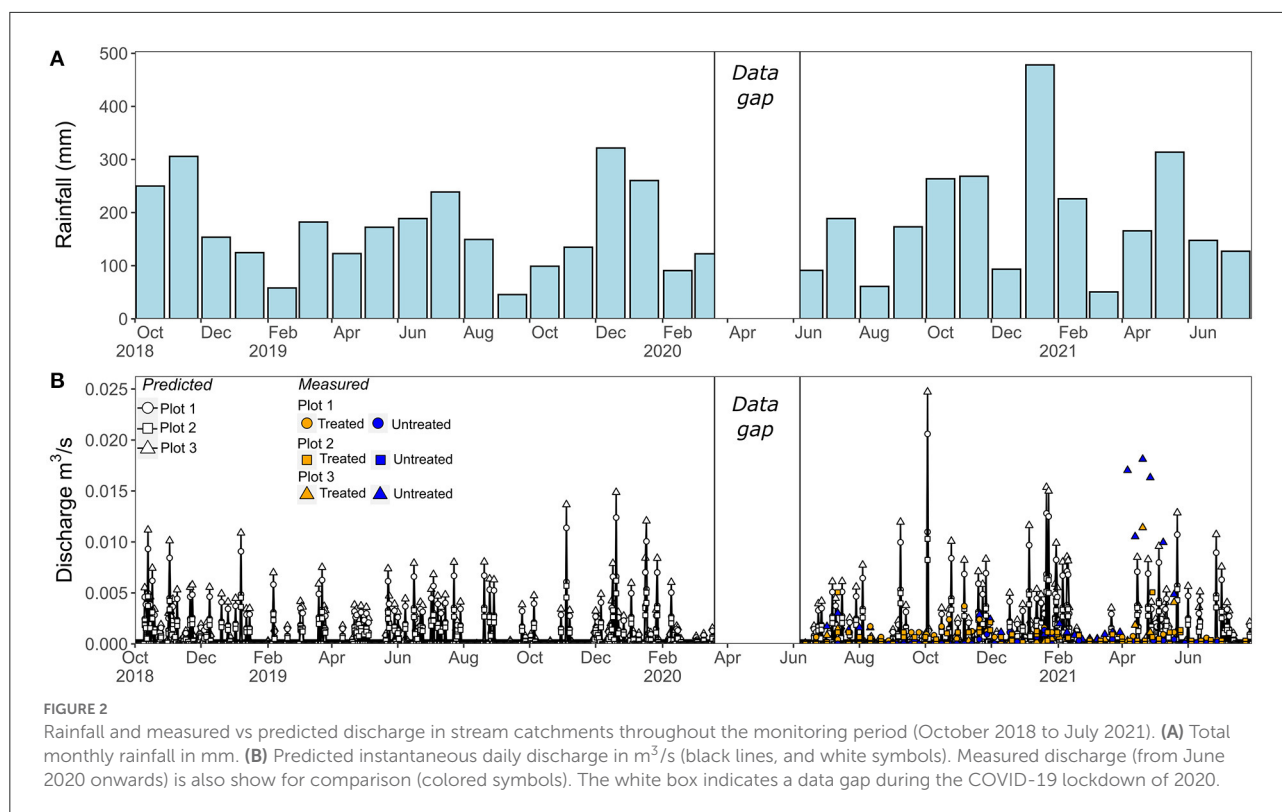 A
500
400
300
200
100
0
Rainfall (mm)
Data
gap
Oct Dec Feb Apr Jun Aug Oct Dec Feb Apr Jun Aug Oct Dec Feb Apr Jun
2018 2019 2020 2021
B
Predicted
Plot 1
Plot 2
Plot 3
Measured
Plot 1
Treated Untreated
Plot 2
Treated Untreated
Plot 3
Treated Untreated
Data
gap
0.025
0.020
0.015
0.010
0.005
0.000
Discharge m³/s
Oct Dec Feb Apr Jun Aug Oct Dec Feb Apr Jun Aug Oct Dec Feb Apr Jun
2018 2019 2020 2021
FIGURE 2
Rainfall and measured vs predicted discharge in stream catchments throughout the monitoring period (October 2018 to July 2021). (A) Total
monthly rainfall in mm. (B) Predicted instantaneous daily discharge in m³/s (black lines, and white symbols). Measured discharge (from June
2020 onwards) is also show for comparison (colored symbols). The white box indicates a data gap during the COVID-19 lockdown of 2020.